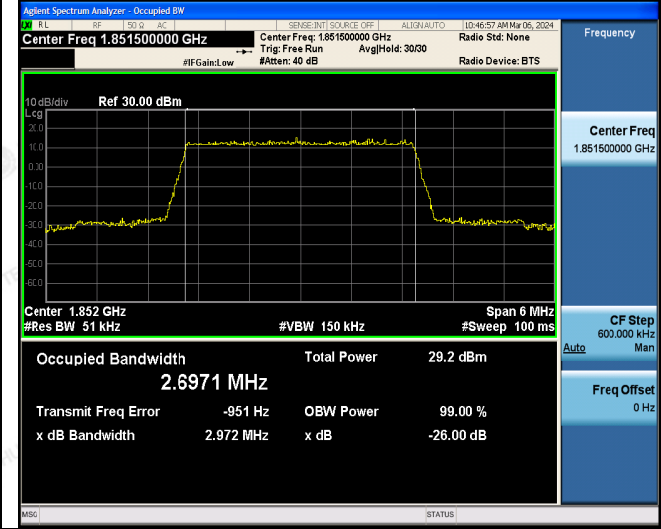 Agilent Spectrum Analyzer - Occupied BW
LXI RL RF 50 Ω AC SENSE:INT SOURCE OFF ALIGN AUTO 10:46:57 AM Mar 06, 2024
Center Freq 1.851500000 GHz
Center Freq: 1.851500000 GHz
Radio Std: None
Trig: Free Run Avg|Hold: 30/30
#IFGain:Low
#Atten: 40 dB
Radio Device: BTS
Frequency
10 dB/div Ref 30.00 dBm
Log
20.0
10.0
0.00
-10.0
-20.0
-30.0
-40.0
-50.0
-60.0
Center 1.852 GHz Span 6 MHz
#Res BW 51 kHz #VBW 150 kHz #Sweep 100 ms
Occupied Bandwidth Total Power 29.2 dBm
2.6971 MHz
Transmit Freq Error -951 Hz OBW Power 99.00 %
x dB Bandwidth 2.972 MHz x dB -26.00 dB
Center Freq
1.851500000 GHz
CF Step
600.000 kHz
Auto Man
Freq Offset
0 Hz
MSG STATUS